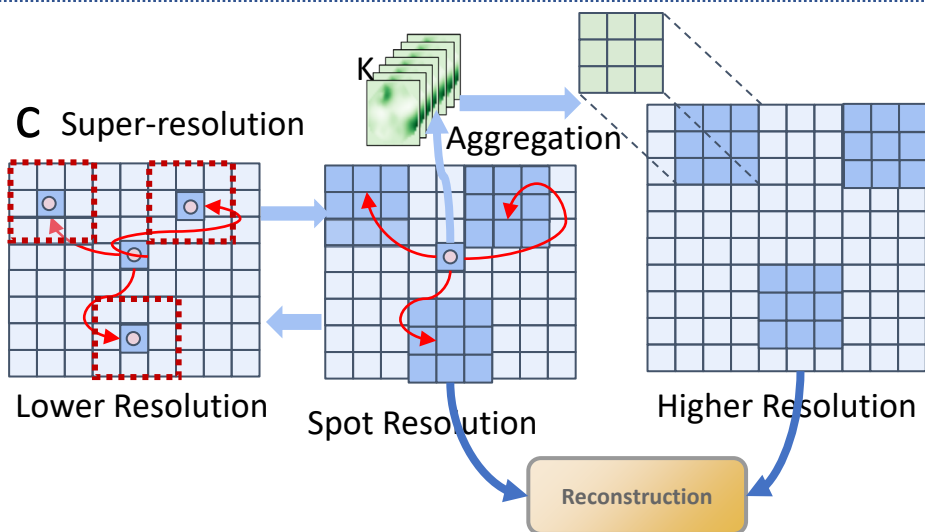 K
C Super-resolution
Aggregation
Lower Resolution
Spot Resolution
Higher Resolution
Reconstruction